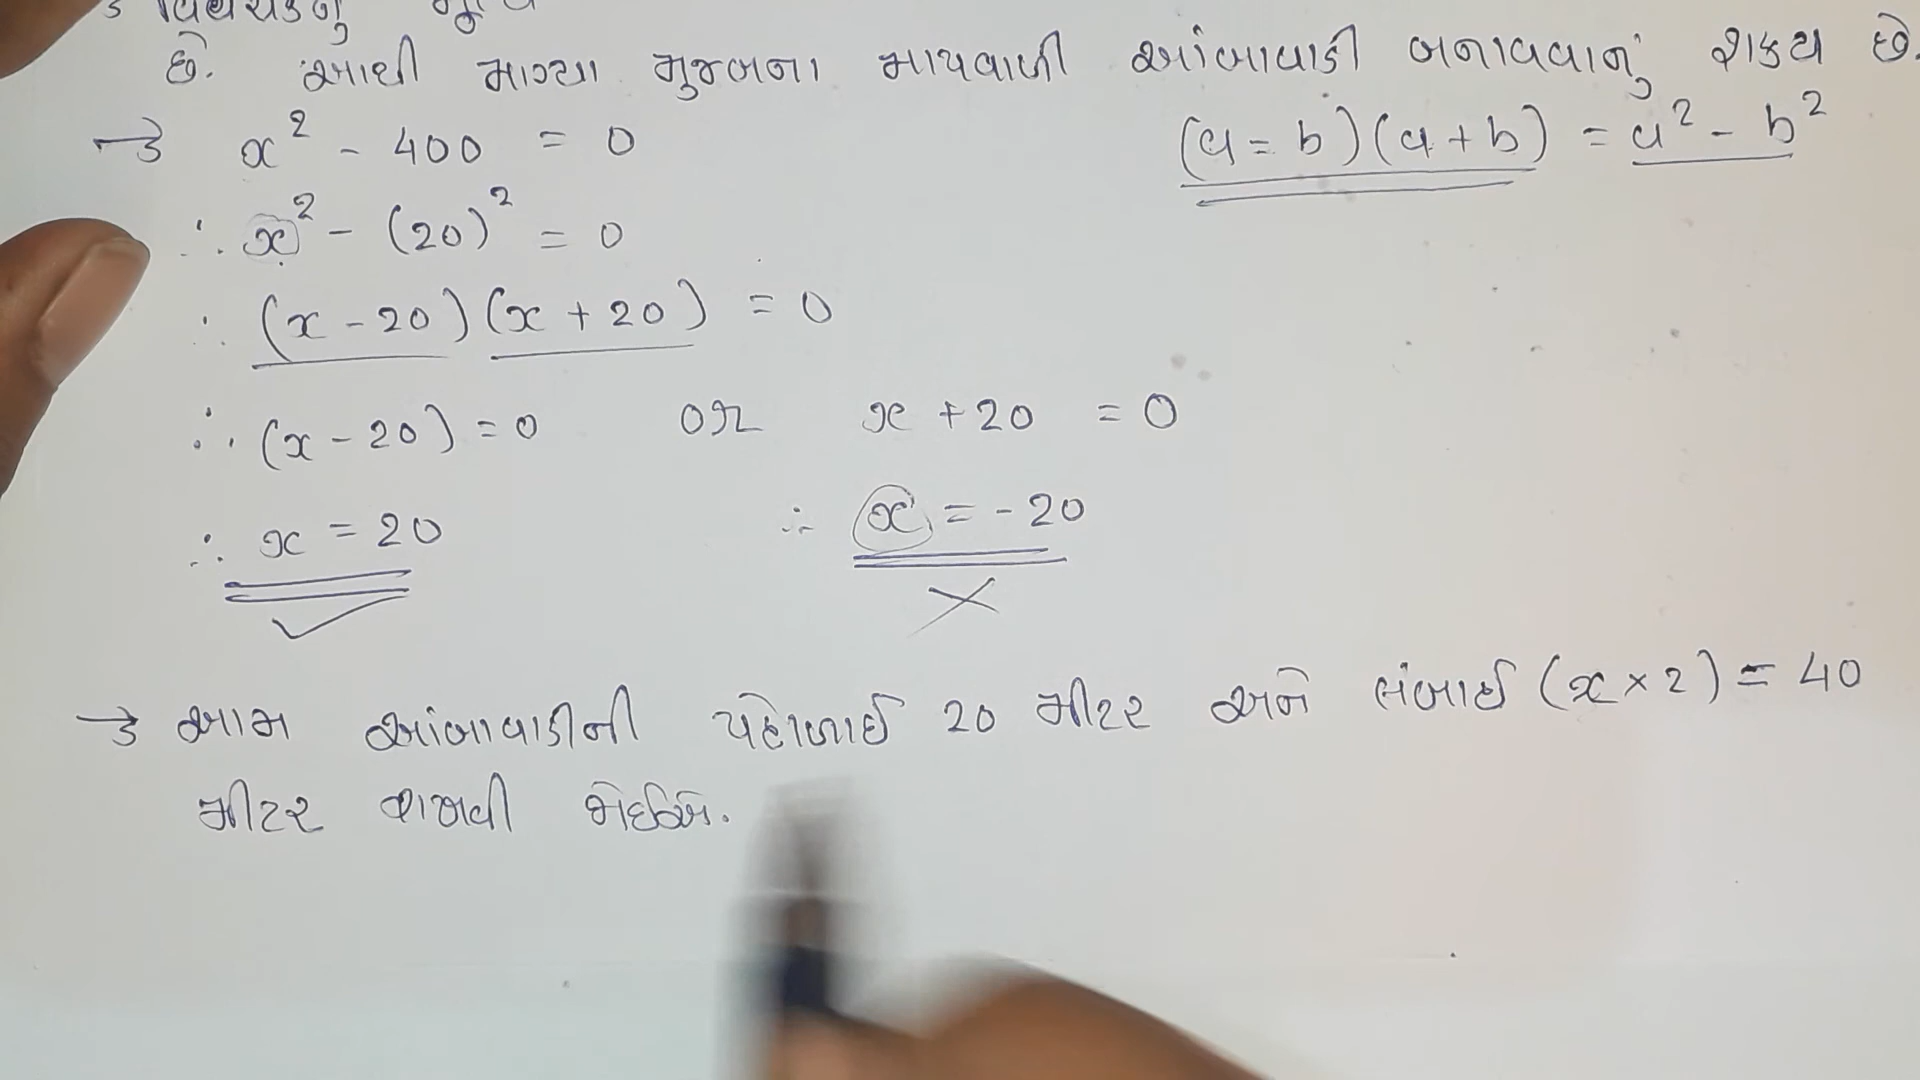 છે. આથી માગ્યા મુજબના માપવાળી આંબાવાડી બનાવવાનું શક્ય છે.
→ x² - 400 = 0
(a - b)(a + b) = a² - b²
∴ x² - (20)² = 0
∴ (x - 20)(x + 20) = 0
∴ (x - 20) = 0 or x + 20 = 0
∴ x = 20 ∴ x = - 20
→ આમ આંબાવાડીની પહોળાઈ 20 મીટર અને લંબાઈ (x × 2) = 40
મીટર રાખવી જોઈએ.